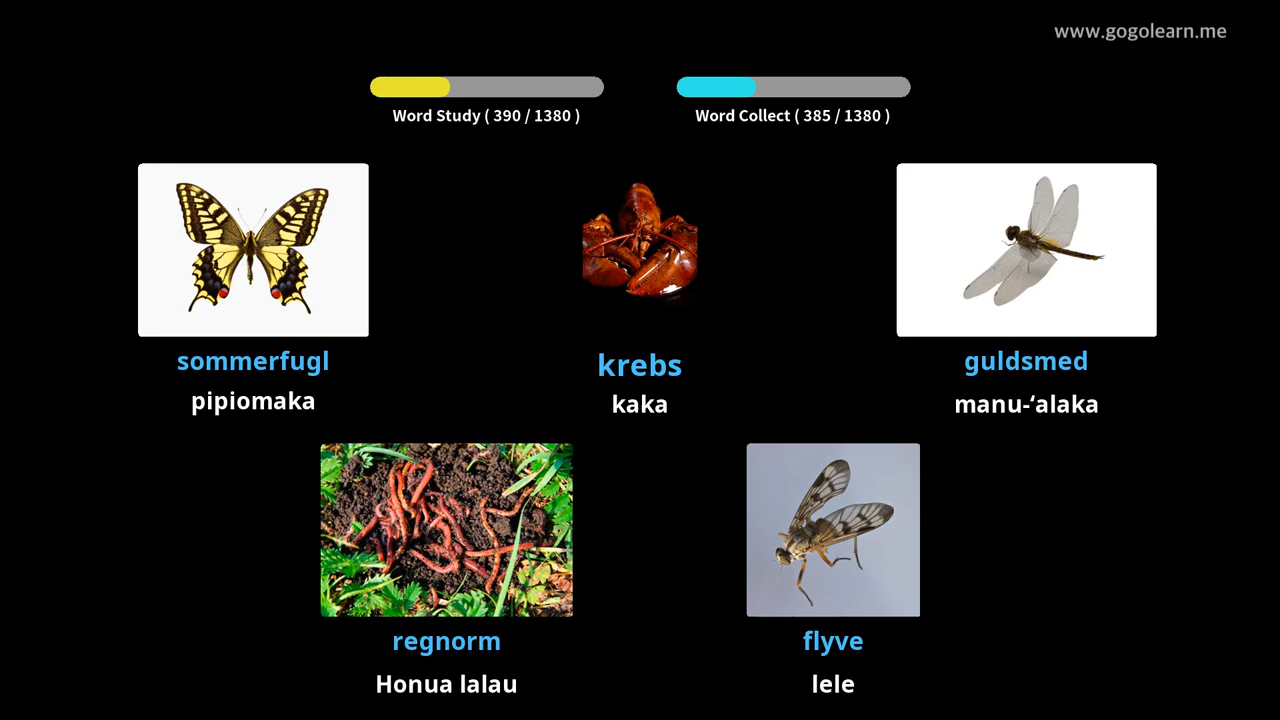 www.gogolearn.me
Word Study ( 390 / 1380 )
Word Collect ( 385 / 1380 )
sommerfugl
pipiomaka
krebs
kaka
guldsmed
manu-ʻalaka
regnorm
Honua lalau
flyve
lele